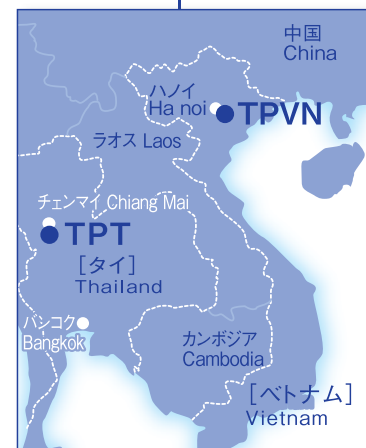 中国
China
ハノイ
Ha noi
TPVN
ラオス Laos
チェンマイ Chiang Mai
TPT
[タイ]
Thailand
バンコク
Bangkok
カンボジア
Cambodia
[ベトナム]
Vietnam